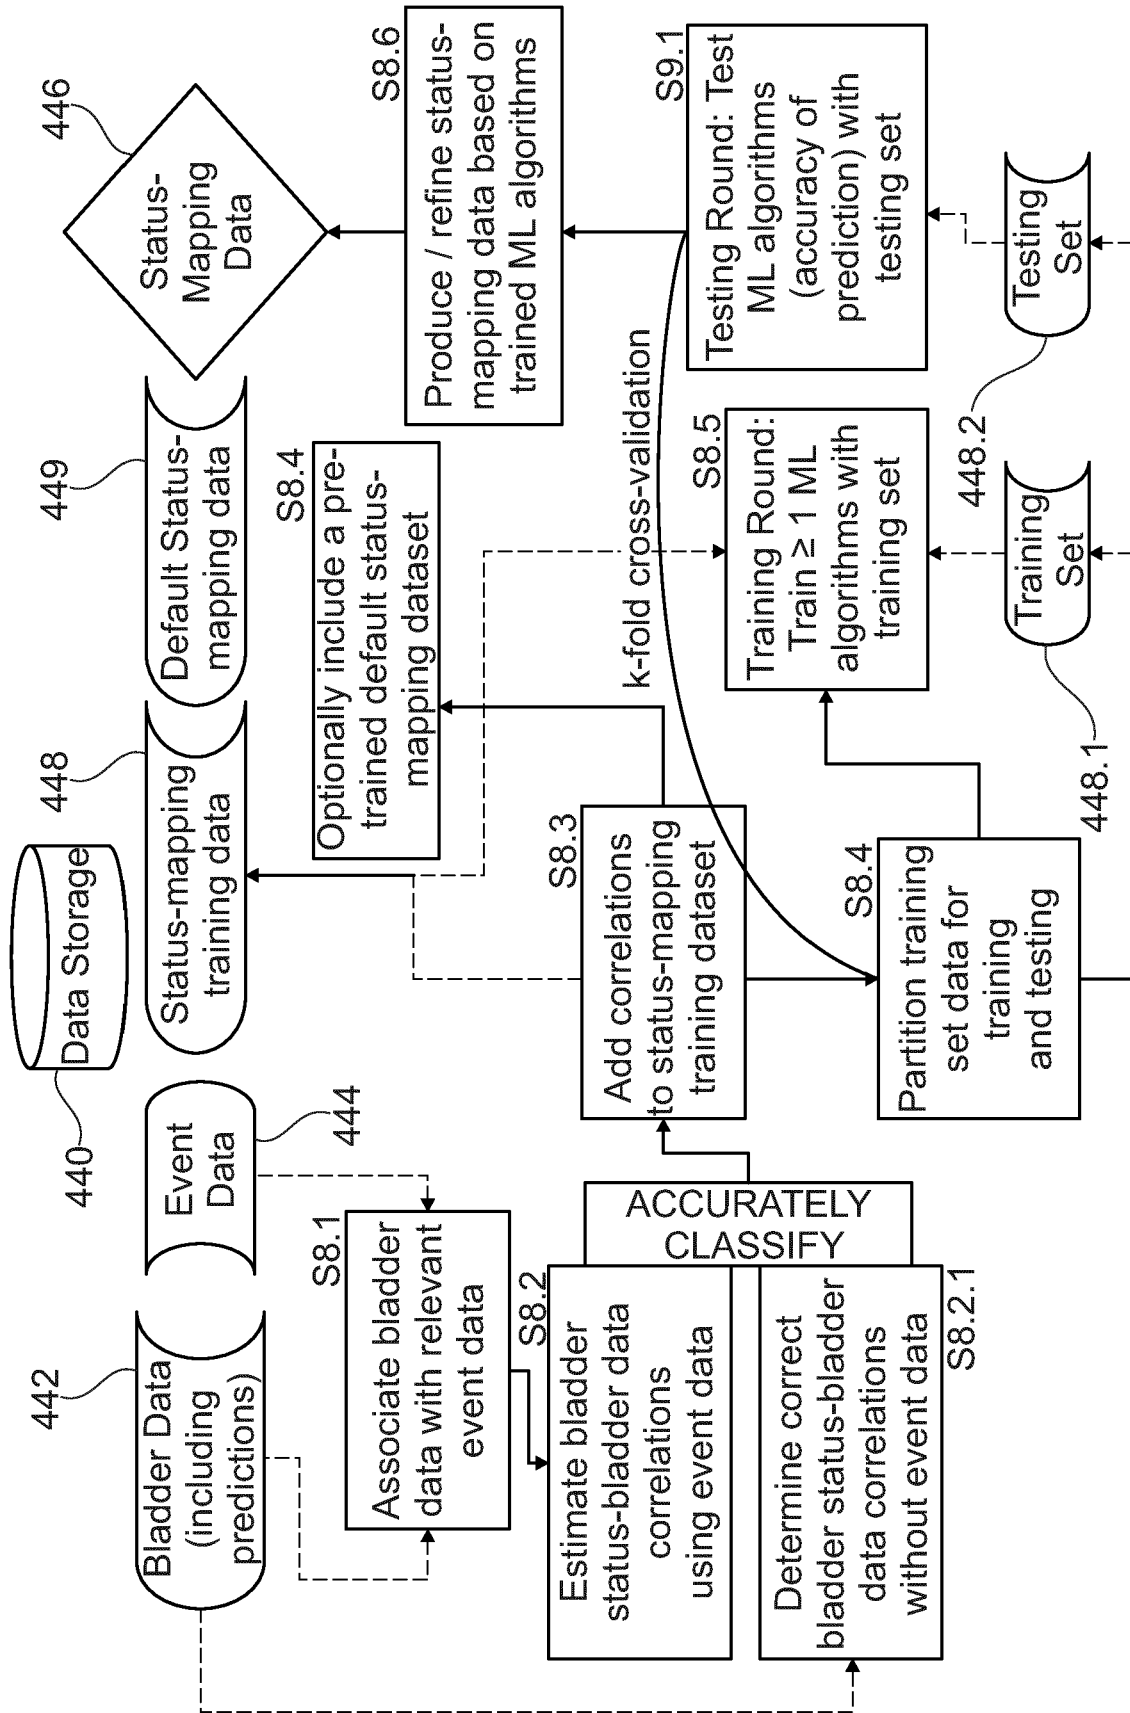 440
Data Storage
442
Bladder Data
(including
predictions)
Event
Data
444
448
Status-mapping
training data
449
Default Status-
mapping data
446
Status-
Mapping
Data
S8.1
Associate bladder
data with relevant
event data
S8.4
Optionally include a pre-
trained default status-
mapping dataset
S8.6
Produce / refine status-
mapping data based on
trained ML algorithms
S8.2
Estimate bladder
status-bladder data
correlations
using event data
ACCURATELY
CLASSIFY
Determine correct
bladder status-bladder
data correlations
without event data
S8.2.1
S8.3
Add correlations
to status-mapping
training dataset
k-fold cross-validation
S8.5
Training Round:
Train ≥ 1 ML
algorithms with
training set
S9.1
Testing Round: Test
ML algorithms
(accuracy of
prediction) with
testing set
S8.4
Partition training
set data for
training
and testing
448.1
Training
Set
448.2
Testing
Set